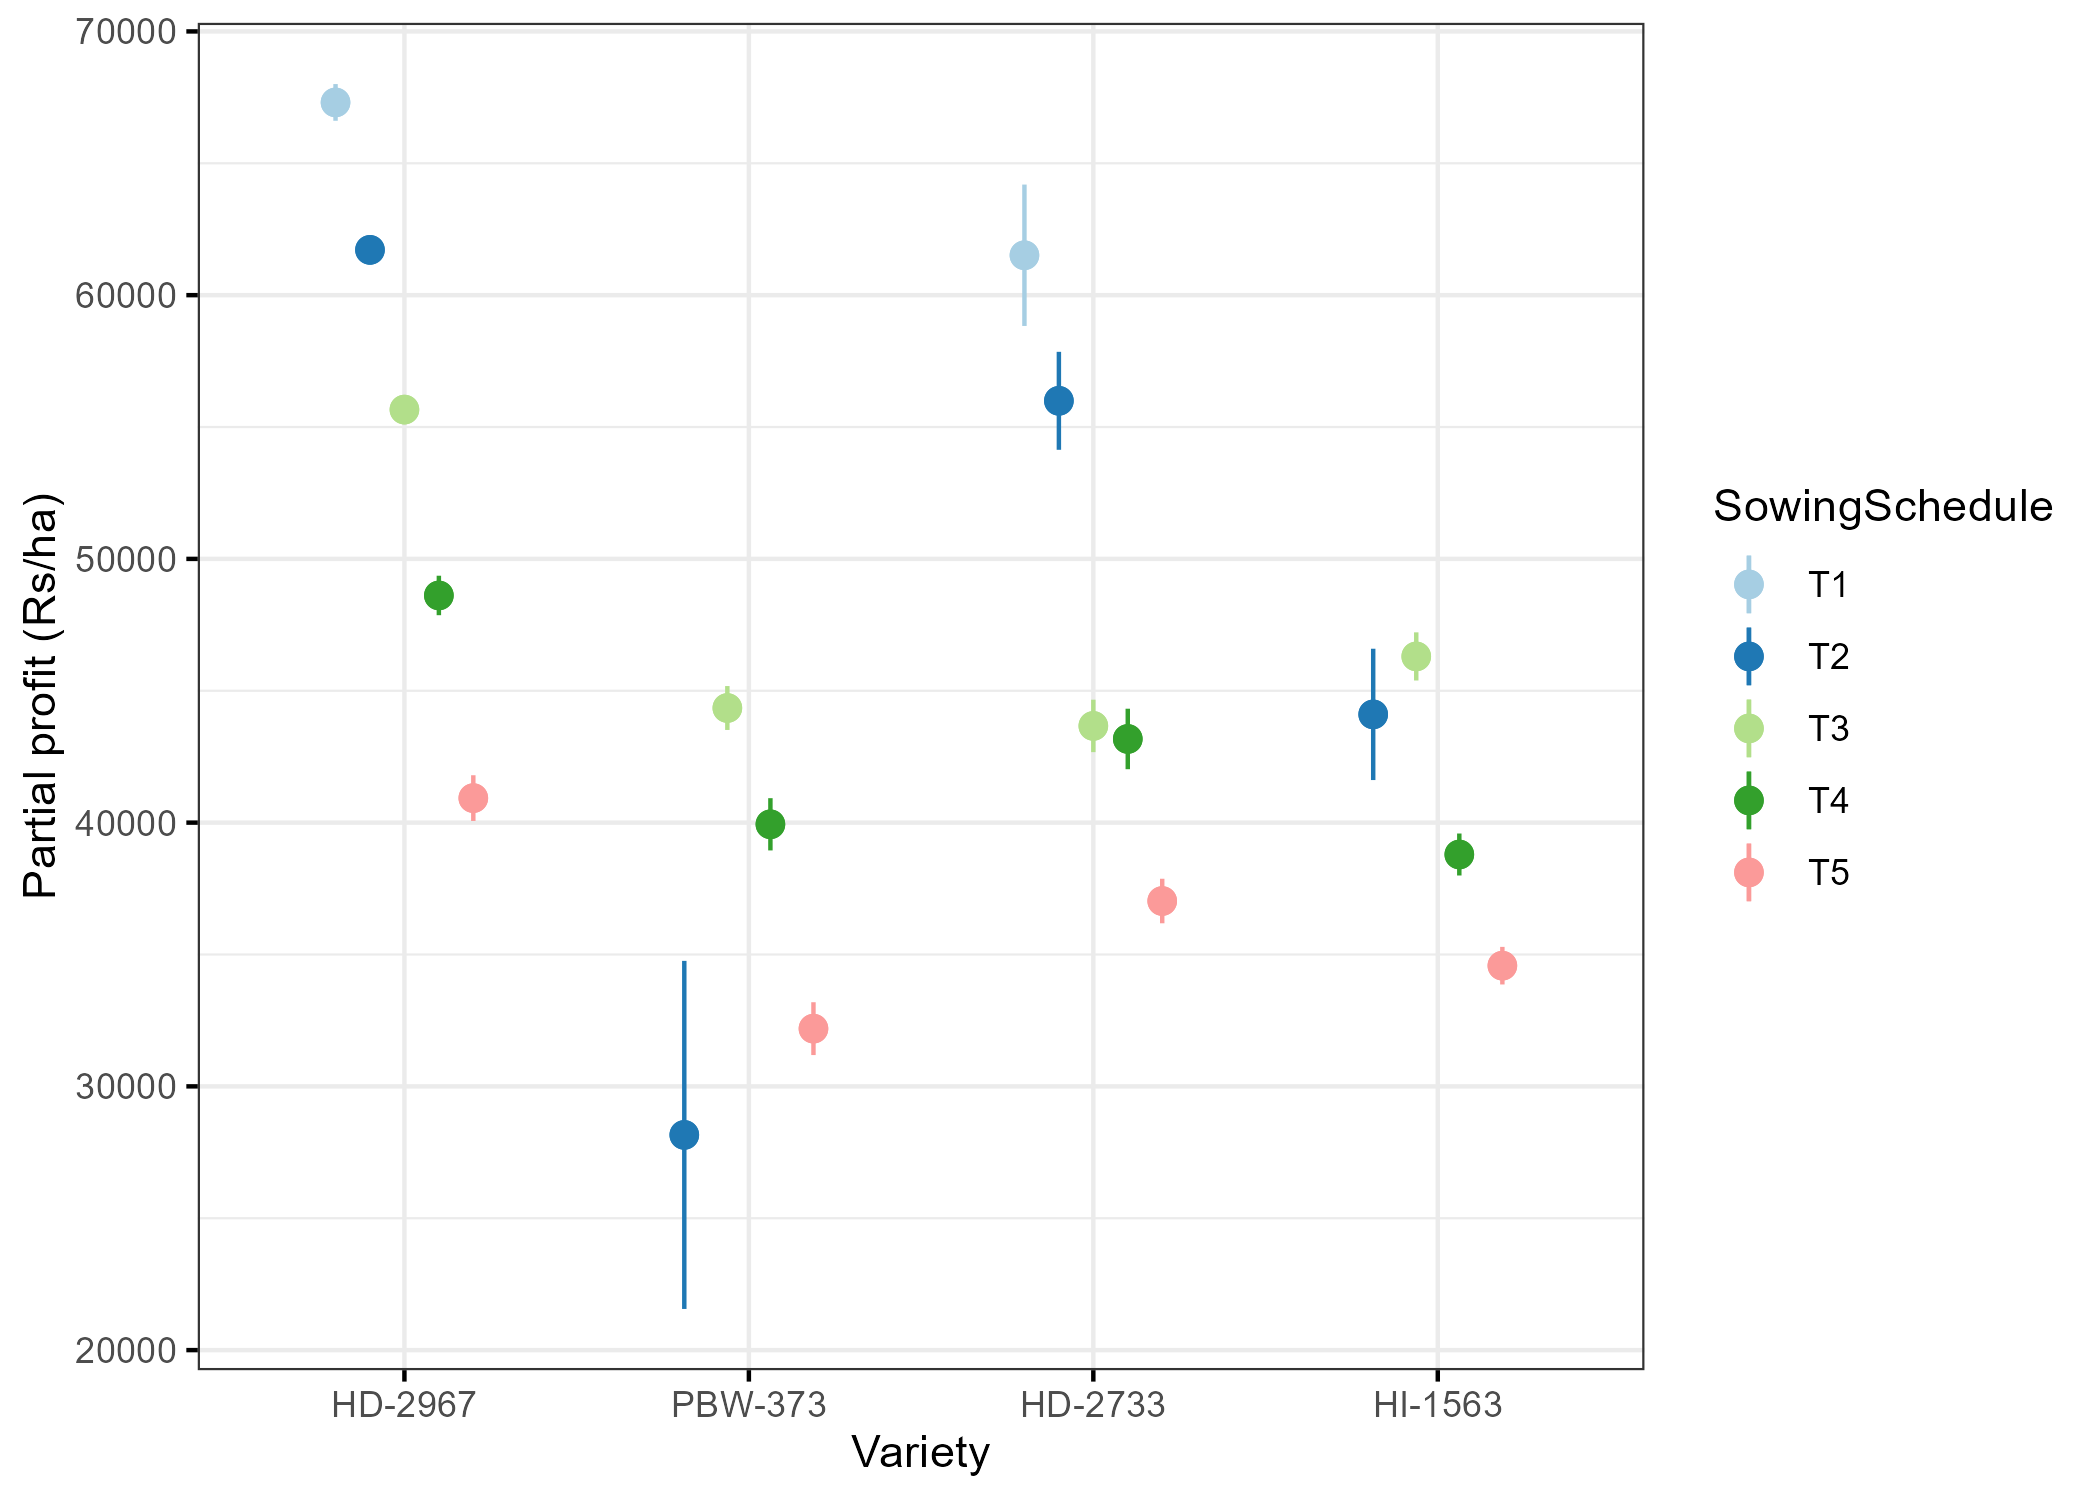 Partial profit (Rs/ha)
70000
60000
50000
40000
30000
20000
HD-2967 PBW-373 HD-2733 HI-1563
Variety
SowingSchedule
T1
T2
T3
T4
T5